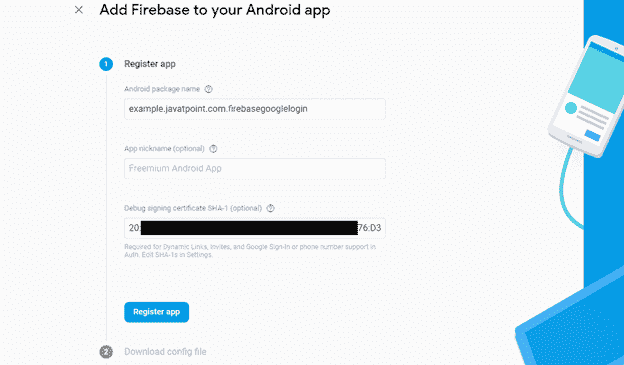 Add Firebase to your Android app
1 Register app
Android package name
example.javatpoint.com.firebasegooglelogin
App nickname (optional)
Freemium Android App
Debug signing certificate SHA-1 (optional)
20: 76:D3
Required for Dynamic Links, Invites, and Google Sign-In or phone number support in
Auth. Edit SHA-1s in Settings.
Register app
2 Download config file